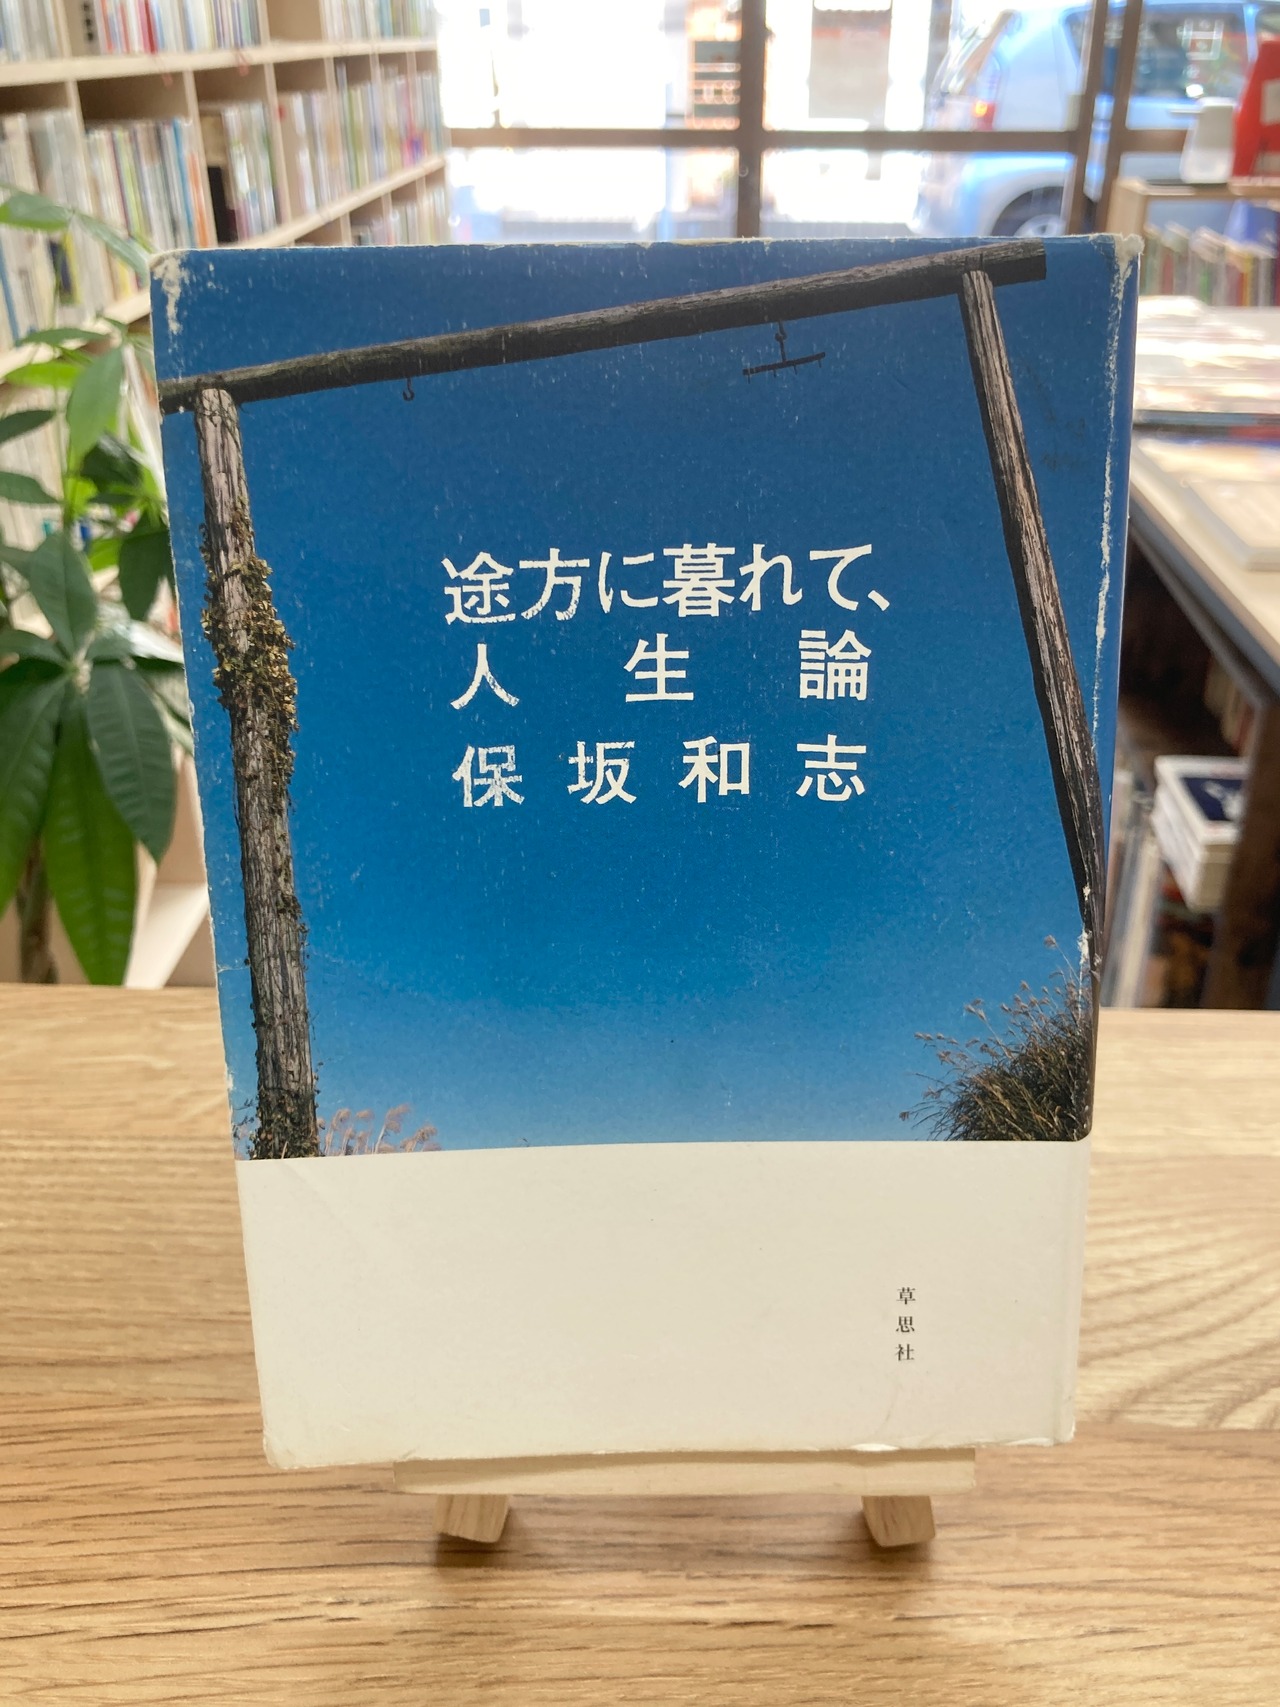 途方に暮れて、
人生論
保坂和志
草思社